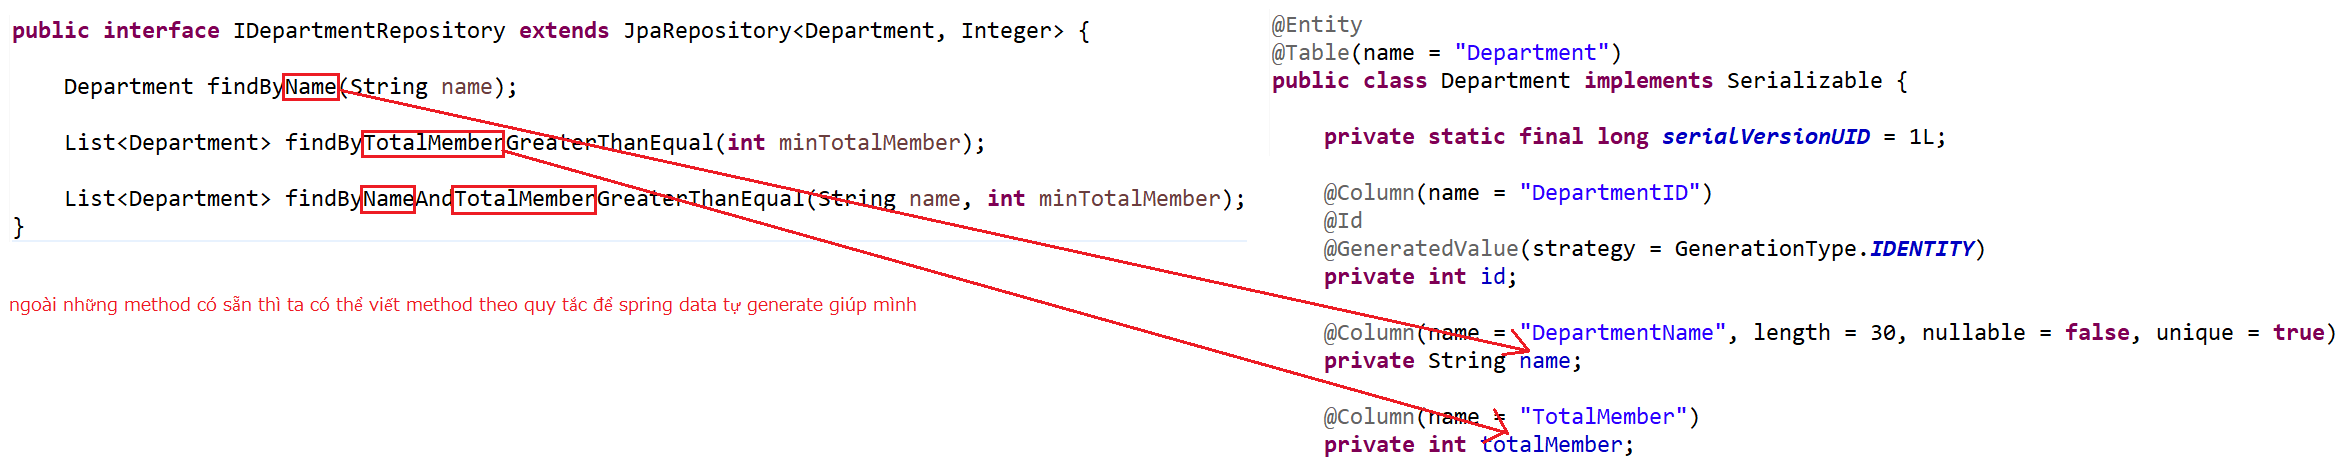 public interface IDepartmentRepository extends JpaRepository<Department, Integer> {
Department findByName(String name);
List<Department> findByTotalMemberGreaterThanEqual(int minTotalMember);
List<Department> findByNameAndTotalMemberGreaterThanEqual(String name, int minTotalMember);
}
ngoài những method có sẵn thì ta có thể viết method theo quy tắc để spring data tự generate giúp mình
@Entity
@Table(name = "Department")
public class Department implements Serializable {
private static final long serialVersionUID = 1L;
@Column(name = "DepartmentID")
@Id
@GeneratedValue(strategy = GenerationType.IDENTITY)
private int id;
@Column(name = "DepartmentName", length = 30, nullable = false, unique = true)
private String name;
@Column(name = "TotalMember")
private int totalMember;